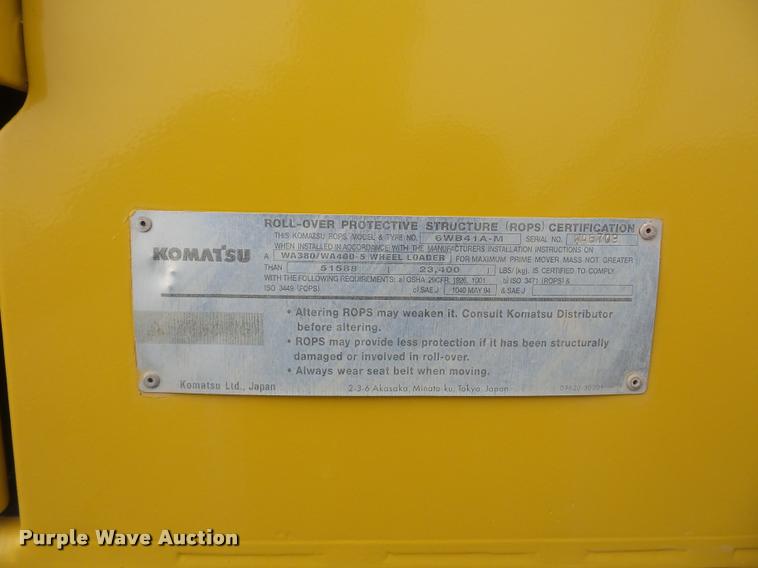 ROLL-OVER PROTECTIVE STRUCTURE (ROPS) CERTIFICATION
THIS KOMATSU ROPS, MODEL & TYPE NO. 6WB41A-M SERIAL NO.
WHEN INSTALLED IN ACCORDANCE WITH THE MANUFACTURERS INSTALLATION INSTRUCTIONS ON
KOMATSU
A WA380/WA400-5 WHEEL LOADER FOR MAXIMUM PRIME MOVER MASS NOT GREATER
THAN 51588 ( 23,400 ) LBS/ (kg). IS CERTIFIED TO COMPLY
WITH THE FOLLOWING REQUIREMENTS: a) OSHA 29CFR, 1926, 1001 b) ISO 3471 (ROPS) &
ISO 3449 (FOPS) c) SAE J 1040 MAY 94 & SAE J
• Altering ROPS may weaken it. Consult Komatsu Distributor
before altering.
• ROPS may provide less protection if it has been structurally
damaged or involved in roll-over.
• Always wear seat belt when moving.
Komatsu Ltd., Japan 2-3-6 Akasaka, Minato-ku, Tokyo, Japan
Purple Wave Auction